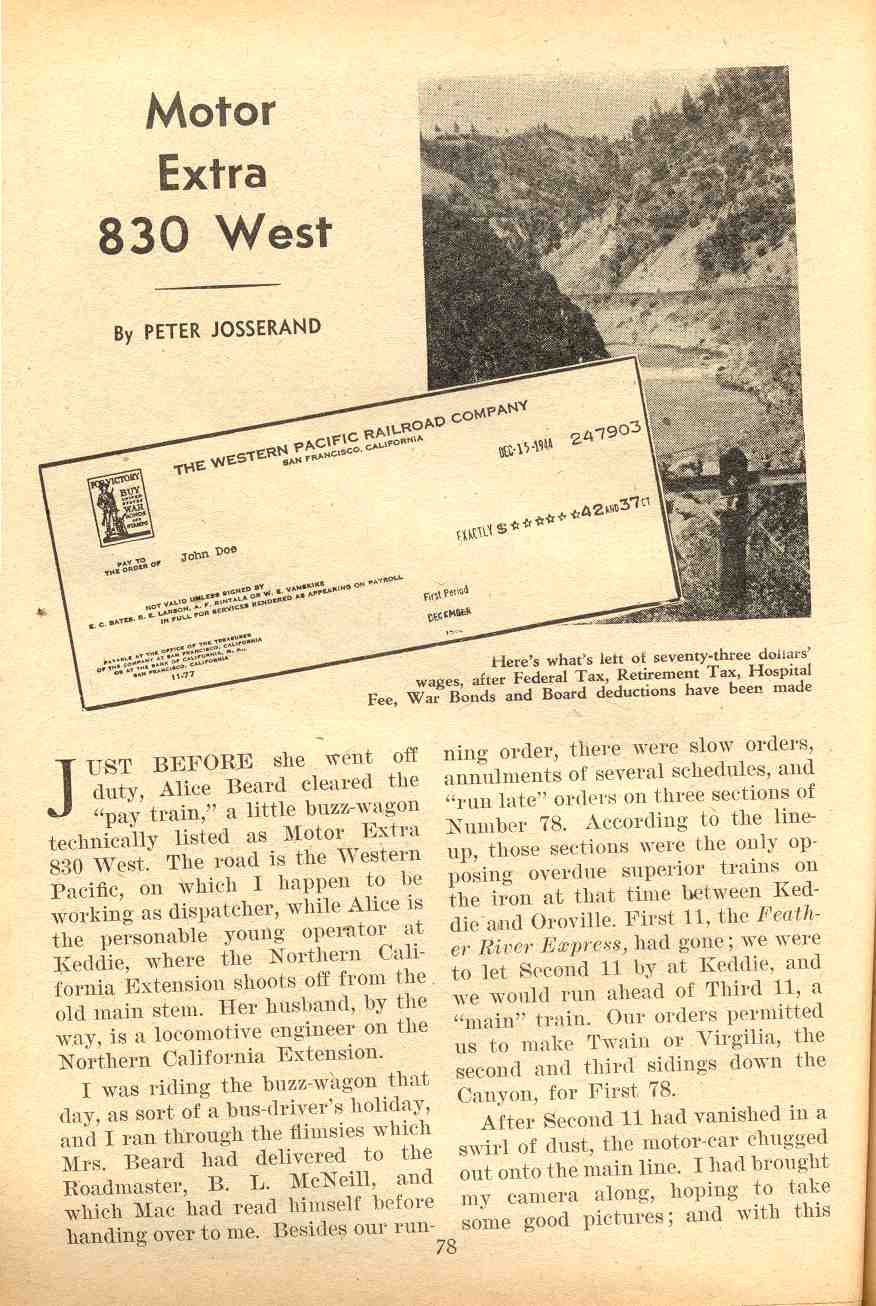 Motor
Extra
830 West
By PETER JOSSERAND
THE WESTERN PACIFIC RAILROAD COMPANY
SAN FRANCISCO, CALIFORNIA
DEC-15-1944 247903
FOR VICTORY
BUY
UNITED
STATES
WAR
BONDS
AND
STAMPS
EXACTLY $☆☆☆☆☆☆42 AND 37 CT
PAY TO
THE ORDER OF
John Doe
NOT VALID UNLESS SIGNED BY
E. C. BATES, R. E. LARSON, A. F. RINTALA OR W. E. VANSKIKE
IN FULL FOR SERVICES RENDERED AS APPEARING ON PAYROLL
First Period
DECEMBER
PAYABLE AT THE OFFICE OF THE TREASURER
OF THE COMPANY AT SAN FRANCISCO, CALIFORNIA
OR AT THE BANK OF CALIFORNIA, N. A.,
SAN FRANCISCO, CALIFORNIA
11-77
Here's what's left of seventy-three dollars'
wages, after Federal Tax, Retirement Tax, Hospital
Fee, War Bonds and Board deductions have been made
JUST BEFORE she went off
duty, Alice Beard cleared the
"pay train," a little buzz-wagon
technically listed as Motor Extra
830 West. The road is the Western
Pacific, on which I happen to be
working as dispatcher, while Alice is
the personable young operator at
Keddie, where the Northern Cali-
fornia Extension shoots off from the
old main stem. Her husband, by the
way, is a locomotive engineer on the
Northern California Extension.
I was riding the buzz-wagon that
day, as sort of a bus-driver's holiday,
and I ran through the flimsies which
Mrs. Beard had delivered to the
Roadmaster, B. L. McNeill, and
which Mac had read himself before
handing over to me. Besides our run-
ning order, there were slow orders,
annulments of several schedules, and
"run late" orders on three sections of
Number 78. According to the line-
up, those sections were the only op-
posing overdue superior trains on
the iron at that time between Ked-
die and Oroville. First 11, the Feath-
er River Express, had gone; we were
to let Second 11 by at Keddie, and
we would run ahead of Third 11, a
"main" train. Our orders permitted
us to make Twain or Virgilia, the
second and third sidings down the
Canyon, for First 78.
After Second 11 had vanished in a
swirl of dust, the motor-car chugged
out onto the main line. I had brought
my camera along, hoping to take
some good pictures; and with this
78